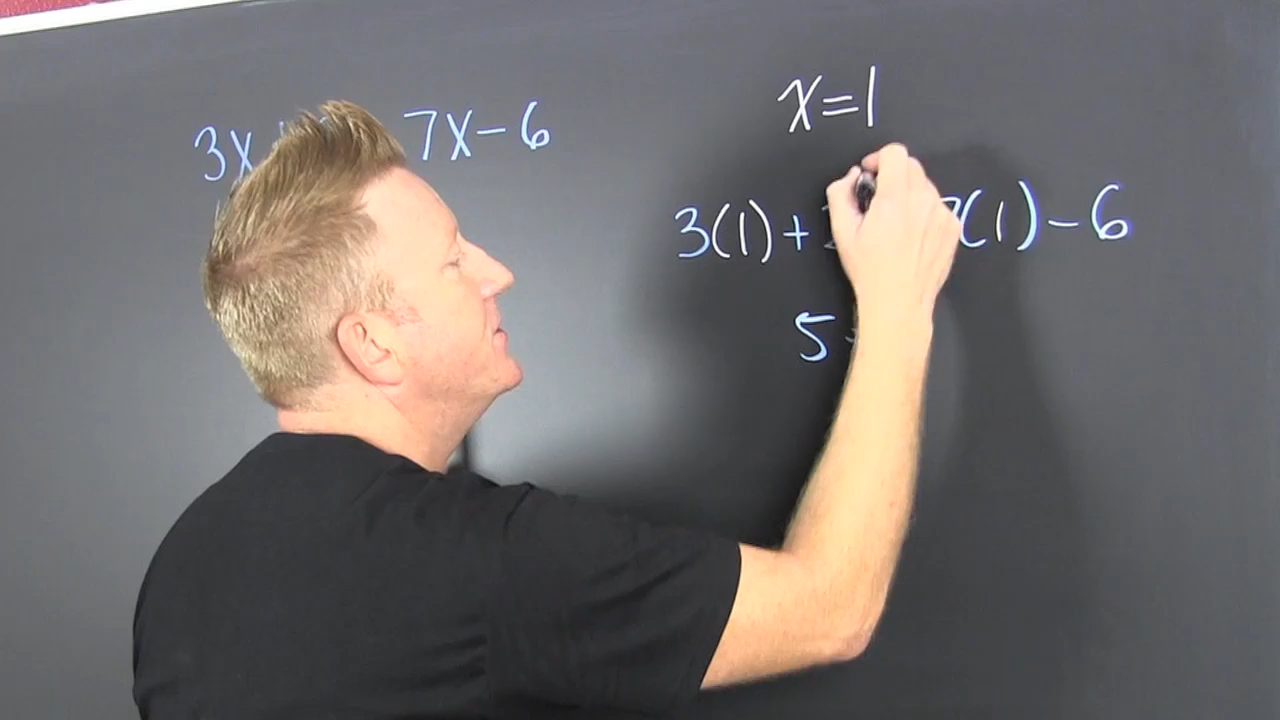 3x 7x-6
x=1
3(1)+ (1)-6
5